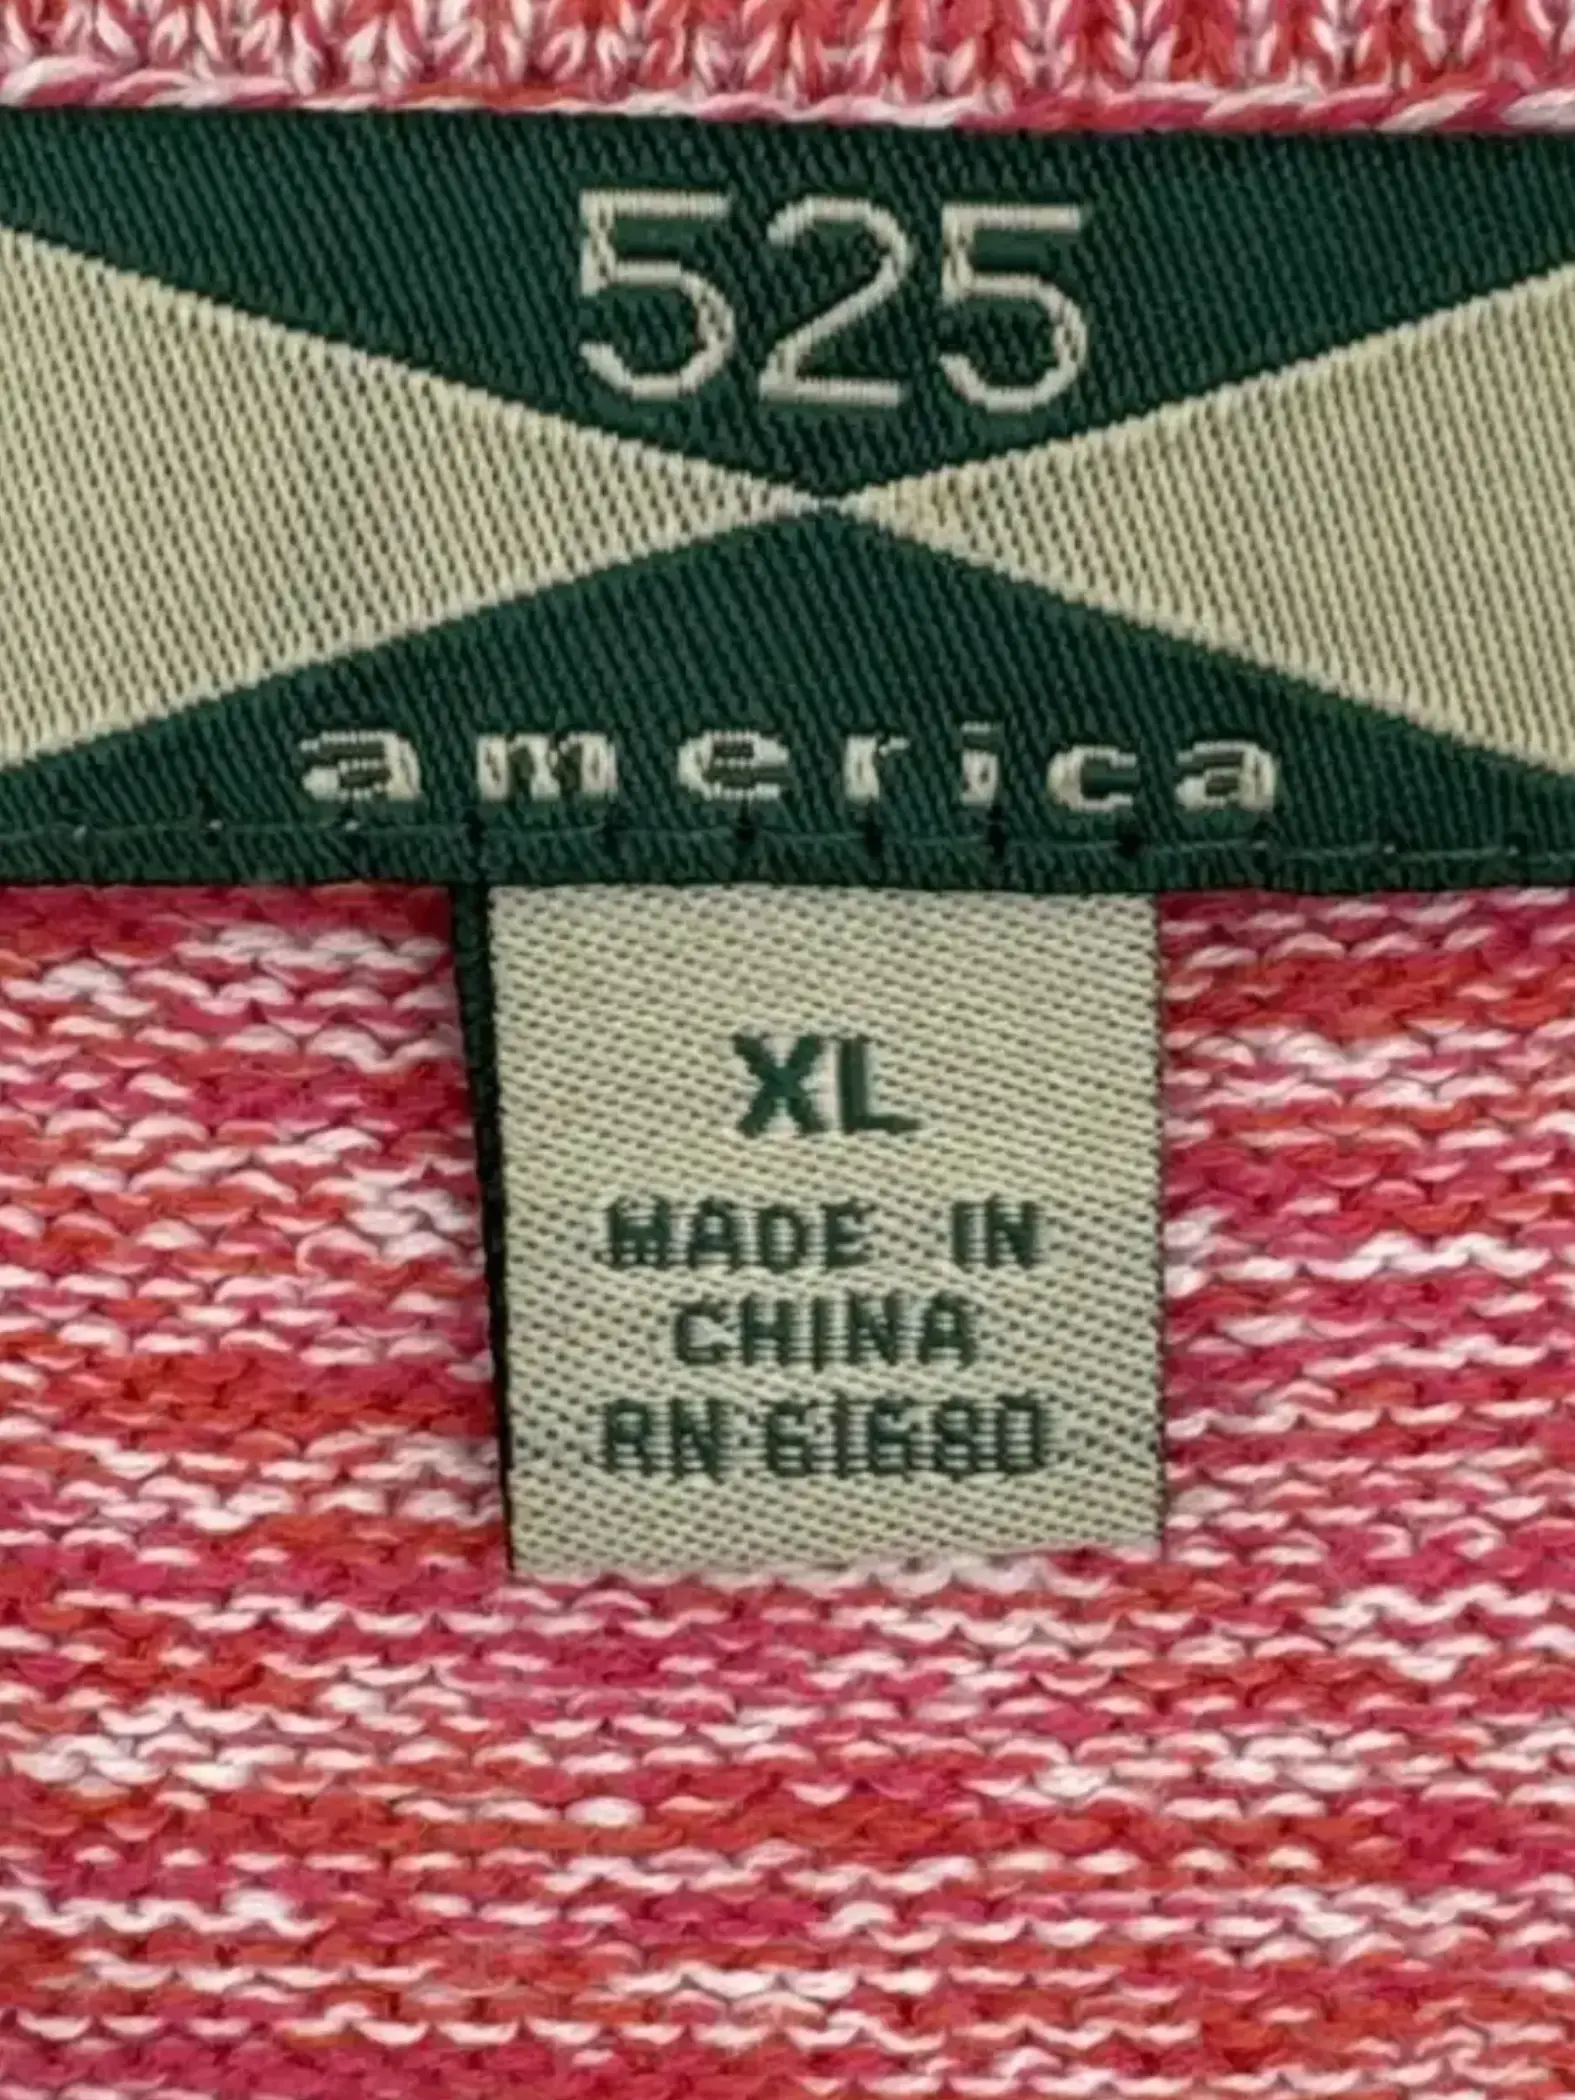 525
america
XL
MADE IN
CHINA
RN 61680